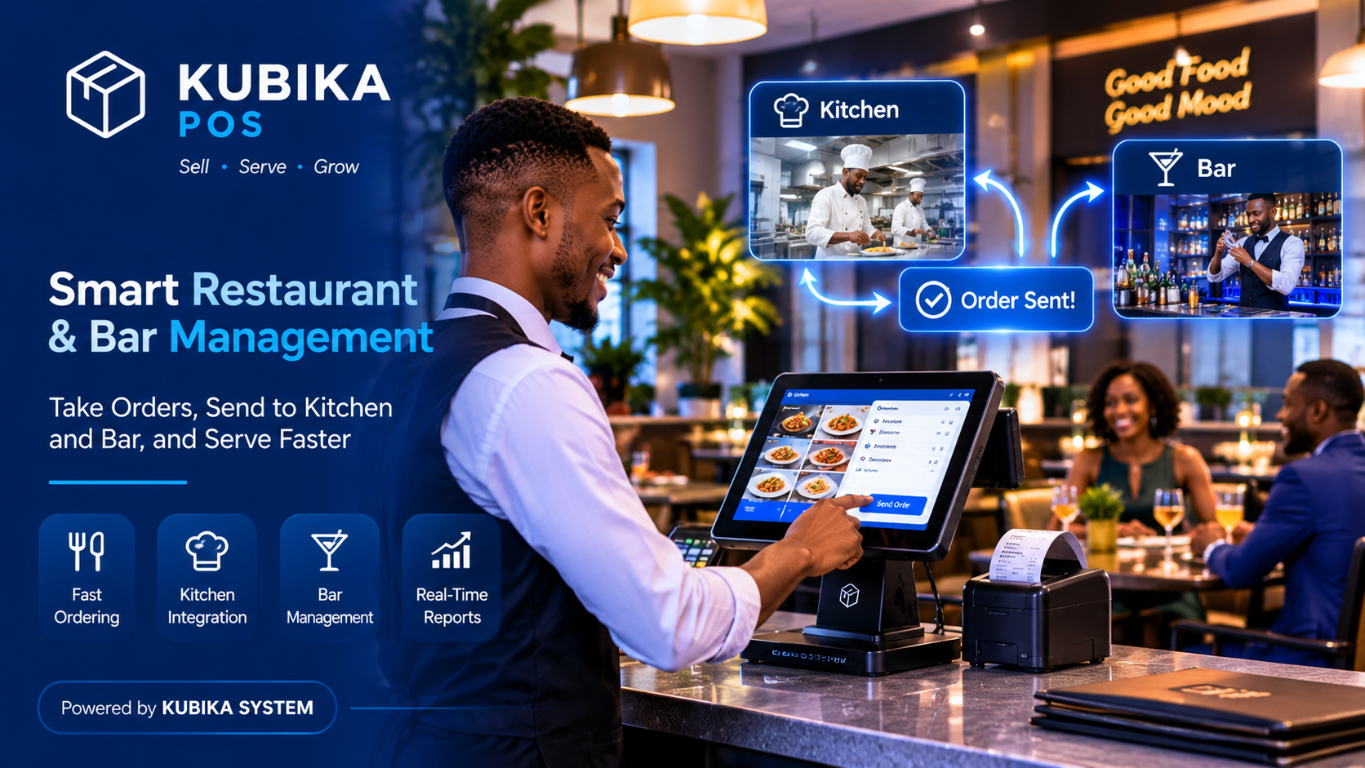 KUBIKA
POS
Sell • Serve • Grow
Smart Restaurant
& Bar Management
Take Orders, Send to Kitchen
and Bar, and Serve Faster
Fast
Ordering
Kitchen
Integration
Bar
Management
Real-Time
Reports
Powered by KUBIKA SYSTEM
Kitchen
Bar
Order Sent!
Good Food
Good Mood
Send Order